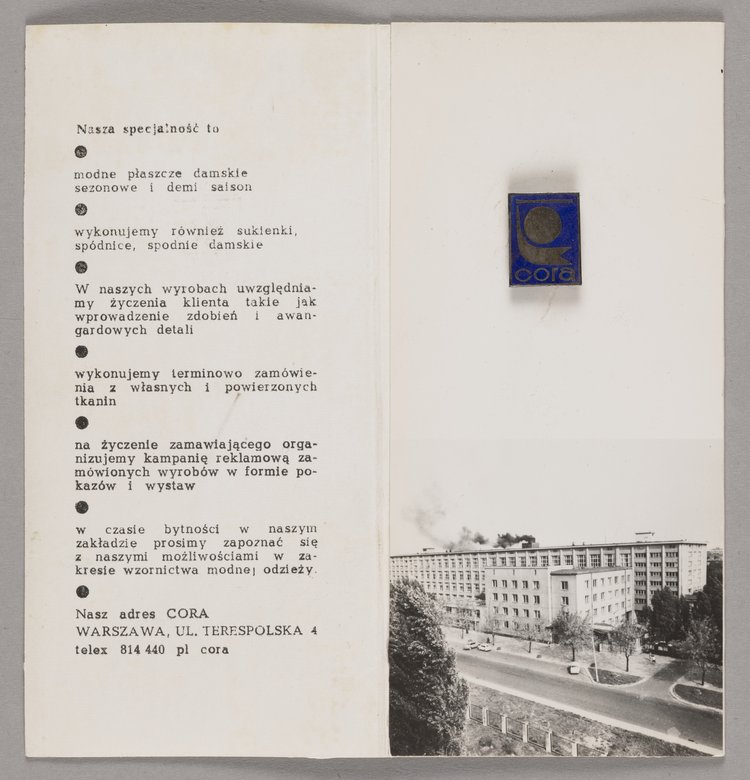 Nasza specjalność to
modne płaszcze damskie
sezonowe i demi saison
wykonujemy również sukienki,
spódnice, spodnie damskie
W naszych wyrobach uwzględnia-
my życzenia klienta takie jak
wprowadzenie zdobień i awan-
gardowych detali
wykonujemy terminowo zamówie-
nia z własnych i powierzonych
tkanin
na życzenie zamawiającego orga-
nizujemy kampanię reklamową za-
mówionych wyrobów w formie po-
kazów i wystaw
w czasie bytności w naszym
zakładzie prosimy zapoznać się
z naszymi możliwościami w za-
kresie wzornictwa modnej odzieży.
Nasz adres CORA
WARSZAWA, UL. TERESPOLSKA 4
telex 814 440 pl cora
cora